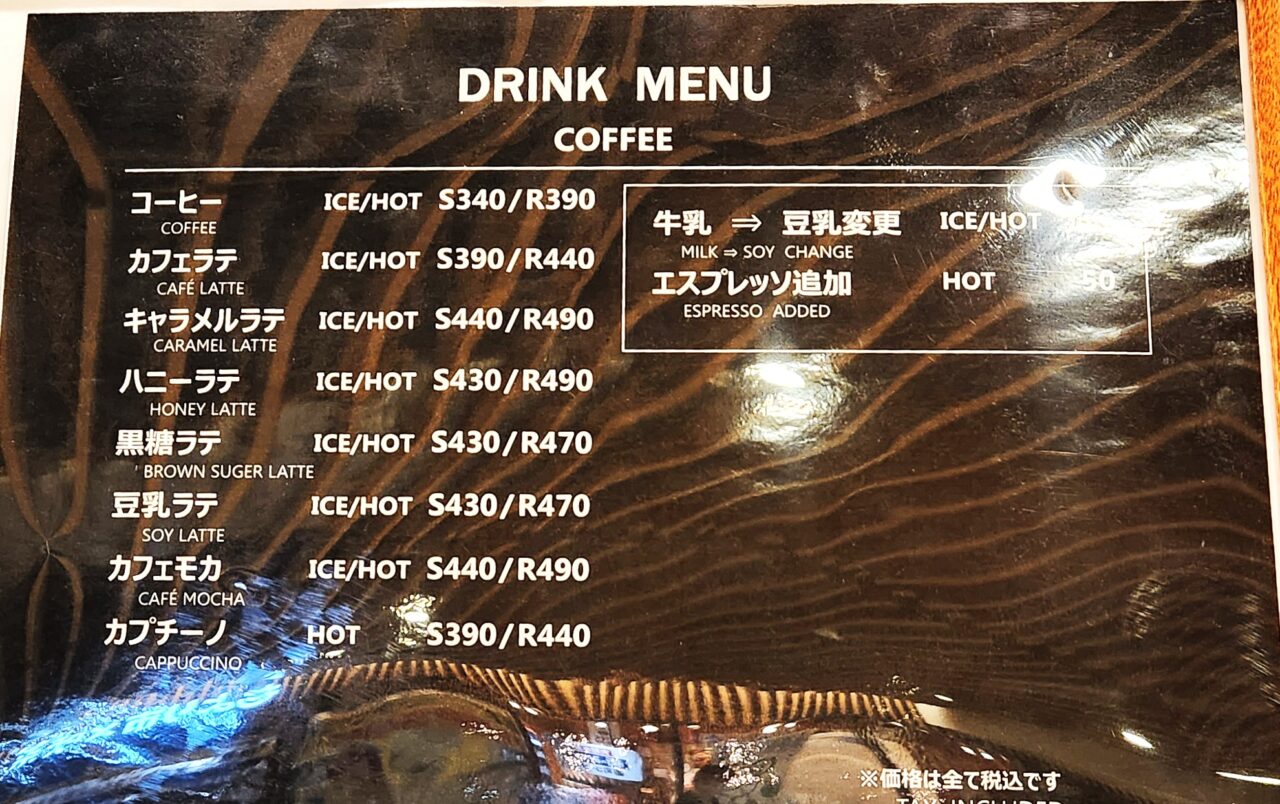 DRINK MENU
COFFEE
コーヒー ICE/HOT S340/R390
COFFEE
カフェラテ ICE/HOT S390/R440
CAFÉ LATTE
キャラメルラテ ICE/HOT S440/R490
CARAMEL LATTE
ハニーラテ ICE/HOT S430/R490
HONEY LATTE
黒糖ラテ ICE/HOT S430/R470
BROWN SUGER LATTE
豆乳ラテ ICE/HOT S430/R470
SOY LATTE
カフェモカ ICE/HOT S440/R490
CAFÉ MOCHA
カプチーノ HOT S390/R440
CAPPUCCINO
牛乳 ⇒ 豆乳変更 ICE/HOT
MILK ⇒ SOY CHANGE
エスプレッソ追加 HOT 50
ESPRESSO ADDED
※価格は全て税込です
TAX INCLUDED